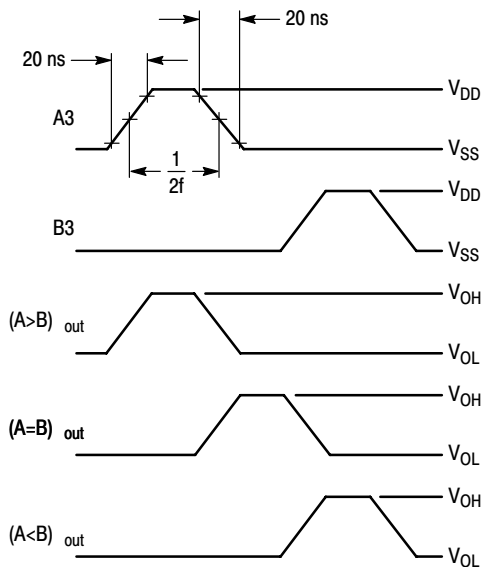 20 ns
20 ns
A3
V_DD
V_SS
1
2f
B3
V_DD
V_SS
(A>B) out
V_OH
V_OL
(A=B) out
V_OH
V_OL
(A<B) out
V_OH
V_OL